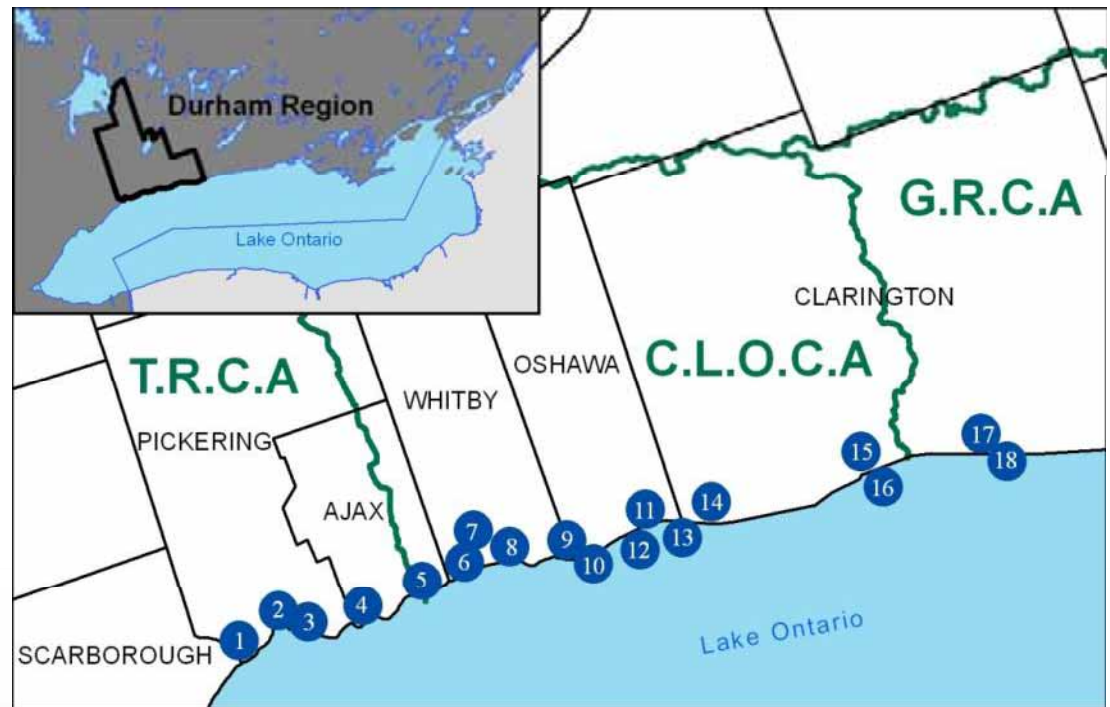 Durham Region
Lake Ontario
G.R.C.A
CLARINGTON
C.L.O.C.A
OSHAWA
WHITBY
T.R.C.A
PICKERING
AJAX
SCARBOROUGH
1
2
3
4
5
6
7
8
9
10
11
12
13
14
15
16
17
18
Lake Ontario